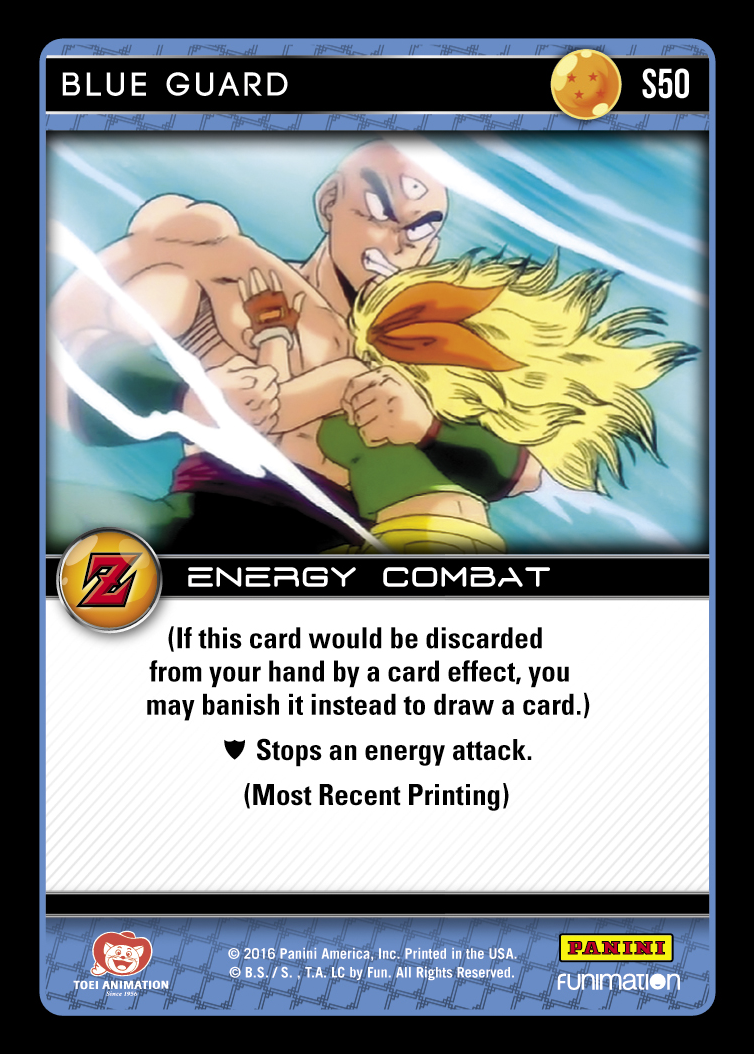 BLUE GUARD
S50
Z
ENERGY COMBAT
(If this card would be discarded
from your hand by a card effect, you
may banish it instead to draw a card.)
Stops an energy attack.
(Most Recent Printing)
TOEI ANIMATION
Since 1956
© 2016 Panini America, Inc. Printed in the USA.
© B.S. / S. , T.A. LC by Fun. All Rights Reserved.
PANINI
FUNIMATION